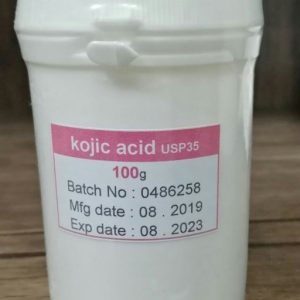 kojic acid USP35
100g
Batch No : 0486258
Mfg date : 08 . 2019
Exp date : 08 . 2023